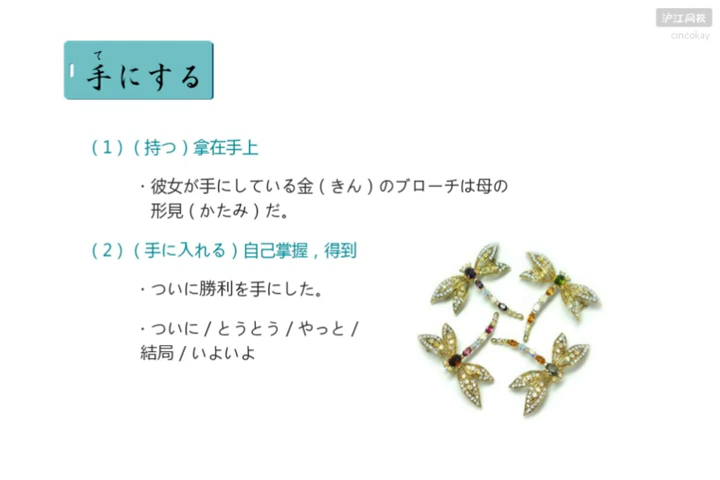 沪江网校
cincokay
て
手にする
（1）（持つ）拿在手上
・彼女が手にしている金（きん）のブローチは母の
形見（かたみ）だ。
（2）（手に入れる）自己掌握，得到
・ついに勝利を手にした。
・ついに / とうとう / やっと /
結局 / いよいよ